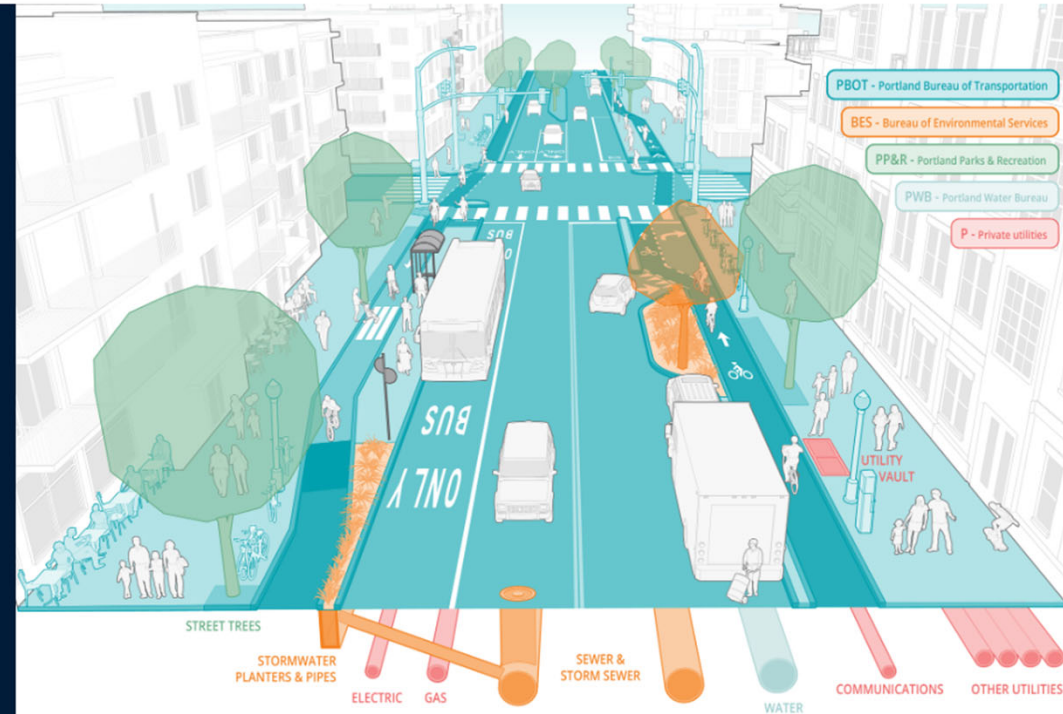 PBOT - Portland Bureau of Transportation
BES - Bureau of Environmental Services
PP&R - Portland Parks & Recreation
PWB - Portland Water Bureau
P - Private utilities
BUS
BUS
ONLY
UTILITY
VAULT
STREET TREES
STORMWATER
PLANTERS & PIPES
ELECTRIC
GAS
SEWER &
STORM SEWER
WATER
COMMUNICATIONS
OTHER UTILITIES